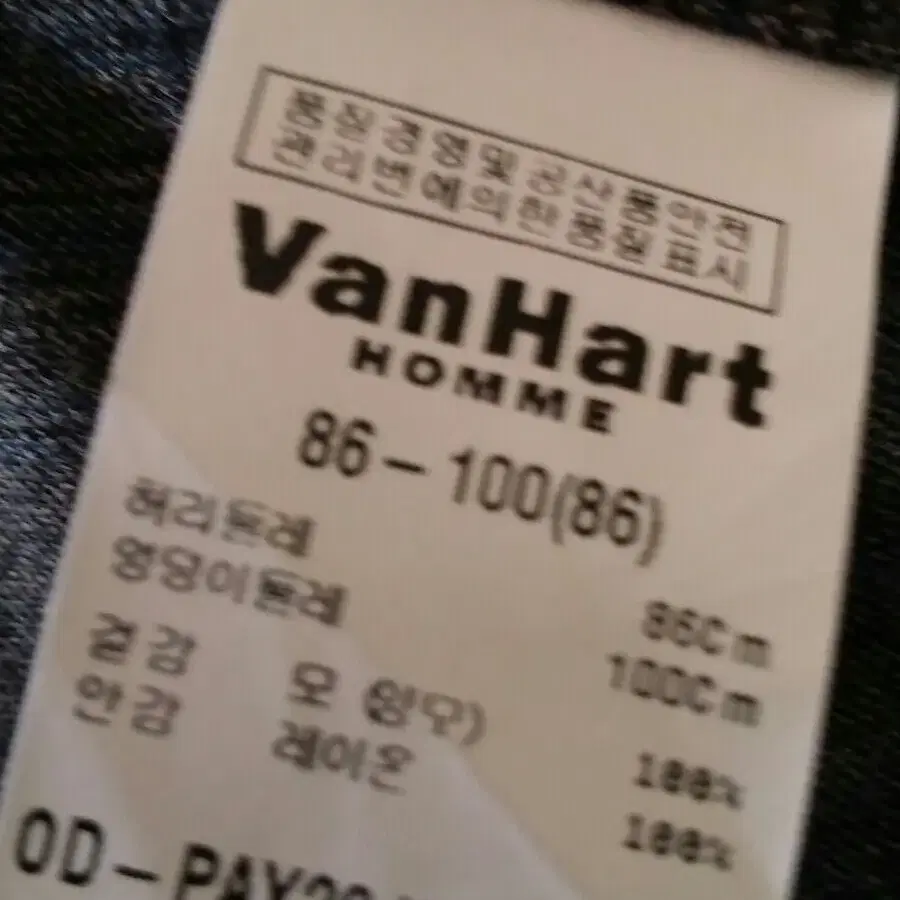 품질경영및공산품안전
관리법에의한품질표시
VanHart
HOMME
86-100(86)
허리둘레 86Cm
엉덩이둘레 100Cm
겉감 모 (양모) 100%
안감 레이온 100%